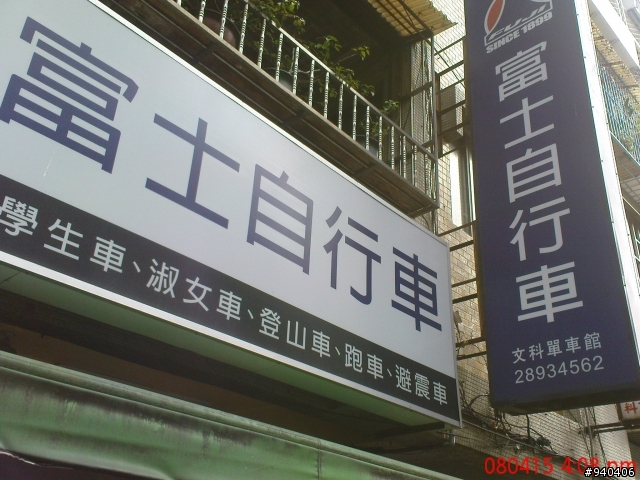 富士自行車
學生車、淑女車、登山車、跑車、避震車
FUJI
SINCE 1899
富士自行車
文科單車館
28934562
080415 4:08 pm
#940406